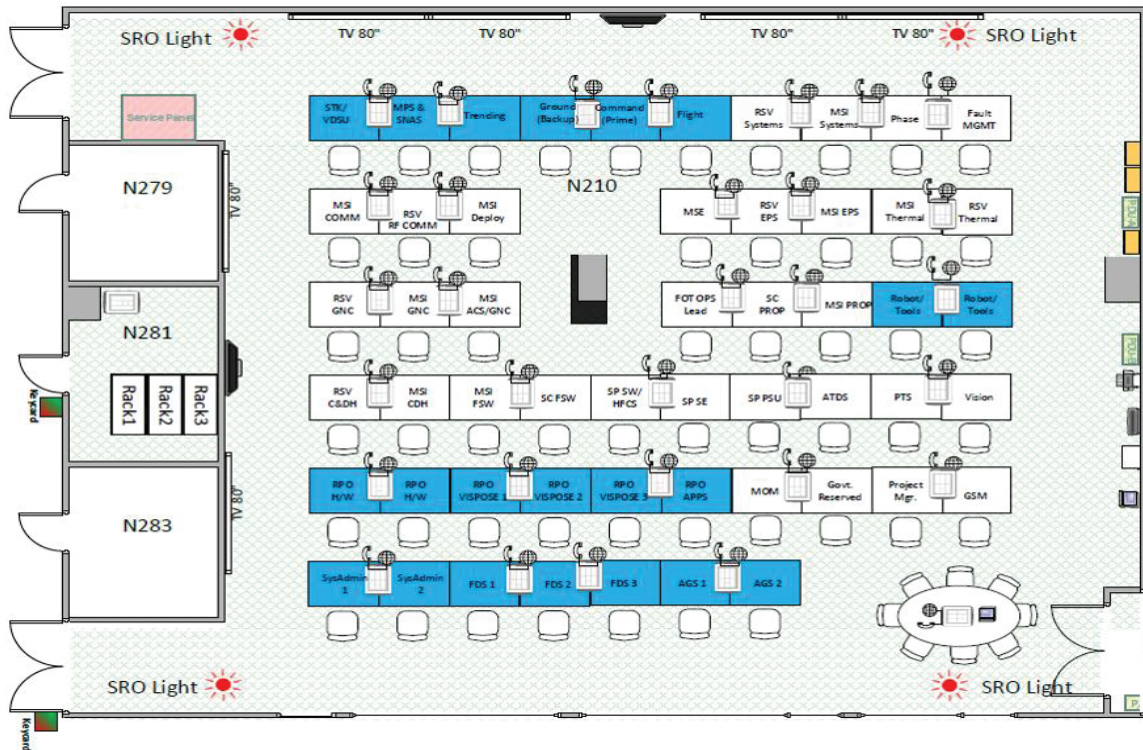 SRO Light
TV 80"
TV 80"
TV 80"
TV 80"
SRO Light
Service Panel
STK/
VDSU
MPS &
SNAS
Trending
Ground
(Backup)
Command
(Prime)
Flight
RSV
Systems
MSI
Systems
Phase
Fault
MGMT
N279
TV 80"
N210
MSI
COMM
RSV
RF COMM
MSI
Deploy
MSE
RSV
EPS
MSI EPS
MSI
Thermal
RSV
Thermal
N281
Rack1
Rack2
Rack3
Keycard
RSV
GNC
MSI
GNC
MSI
ACS/GNC
FOT OPS
Lead
SC
PROP
MSI PROP
Robot/
Tools
Robot/
Tools
RSV
C&DH
MSI
CDH
MSI
FSW
SC FSW
SP SW/
HFCS
SP SE
SP PSU
ATDS
PTS
Vision
N283
TV 80"
RPO
H/W
RPO
H/W
RPO
VISPOSE 1
RPO
VISPOSE 2
RPO
VISPOSE 3
RPO
APPS
MOM
Govt.
Reserved
Project
Mgr.
GSM
SysAdmin
1
SysAdmin
2
FDS 1
FDS 2
FDS 3
AGS 1
AGS 2
SRO Light
SRO Light
Keycard